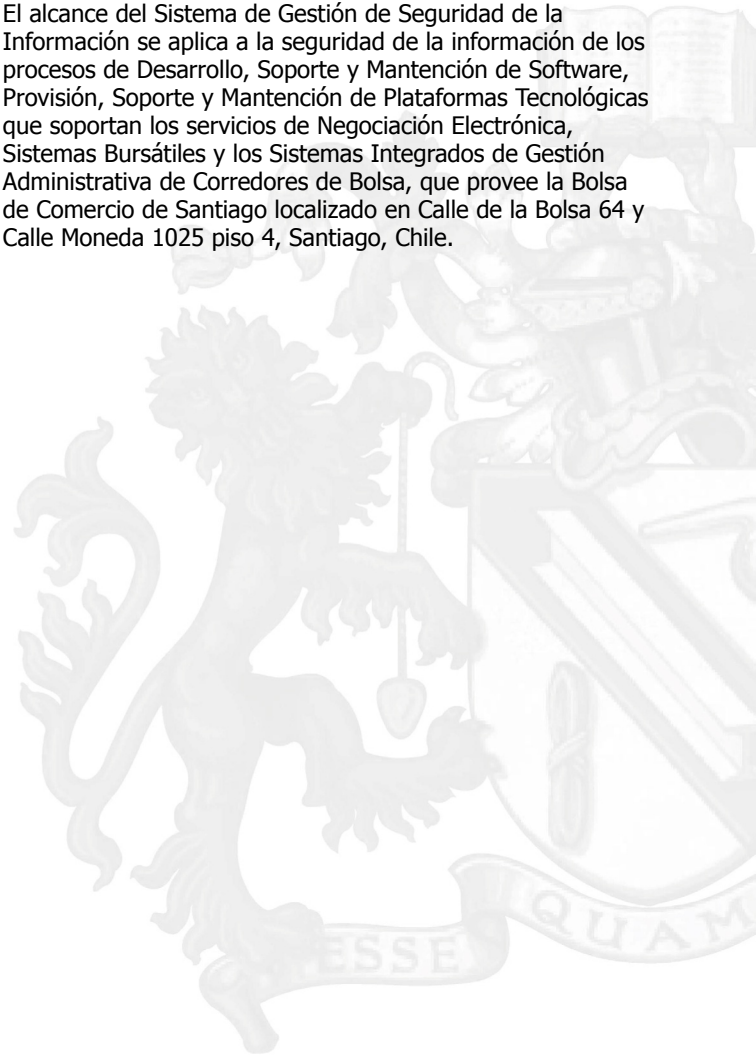 El alcance del Sistema de Gestión de Seguridad de la
Información se aplica a la seguridad de la información de los
procesos de Desarrollo, Soporte y Mantención de Software,
Provisión, Soporte y Mantención de Plataformas Tecnológicas
que soportan los servicios de Negociación Electrónica,
Sistemas Bursátiles y los Sistemas Integrados de Gestión
Administrativa de Corredores de Bolsa, que provee la Bolsa
de Comercio de Santiago localizado en Calle de la Bolsa 64 y
Calle Moneda 1025 piso 4, Santiago, Chile.
ESSE QUAM